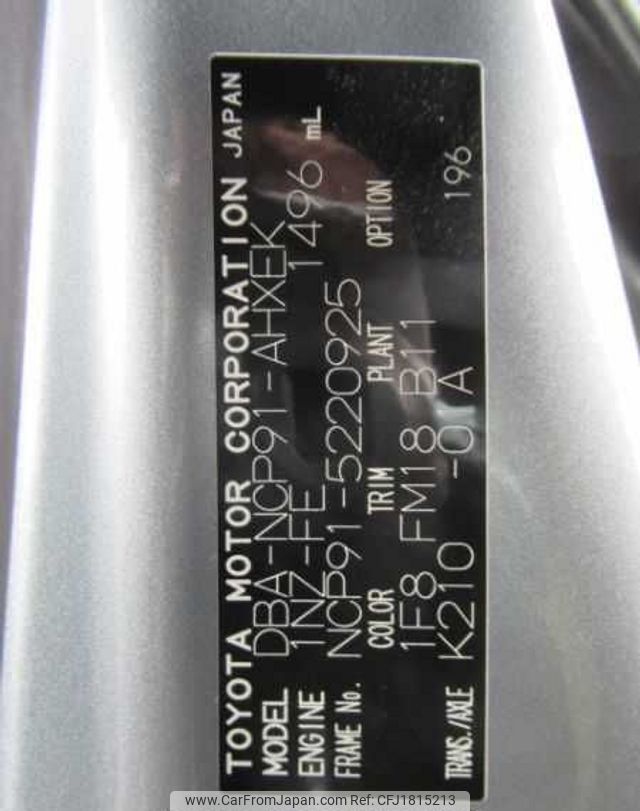 TOYOTA MOTOR CORPORATION JAPAN
MODEL DBA-NCP91-AHXEK
ENGINE 1NZ-FE 1496 mL
FRAME No. NCP91-5220925
COLOR TRIM PLANT OPTION
1F8 FM18 B11 196
TRANS./AXLE K210 -0 A
www.CarFromJapan.com ID: CFJ1815213